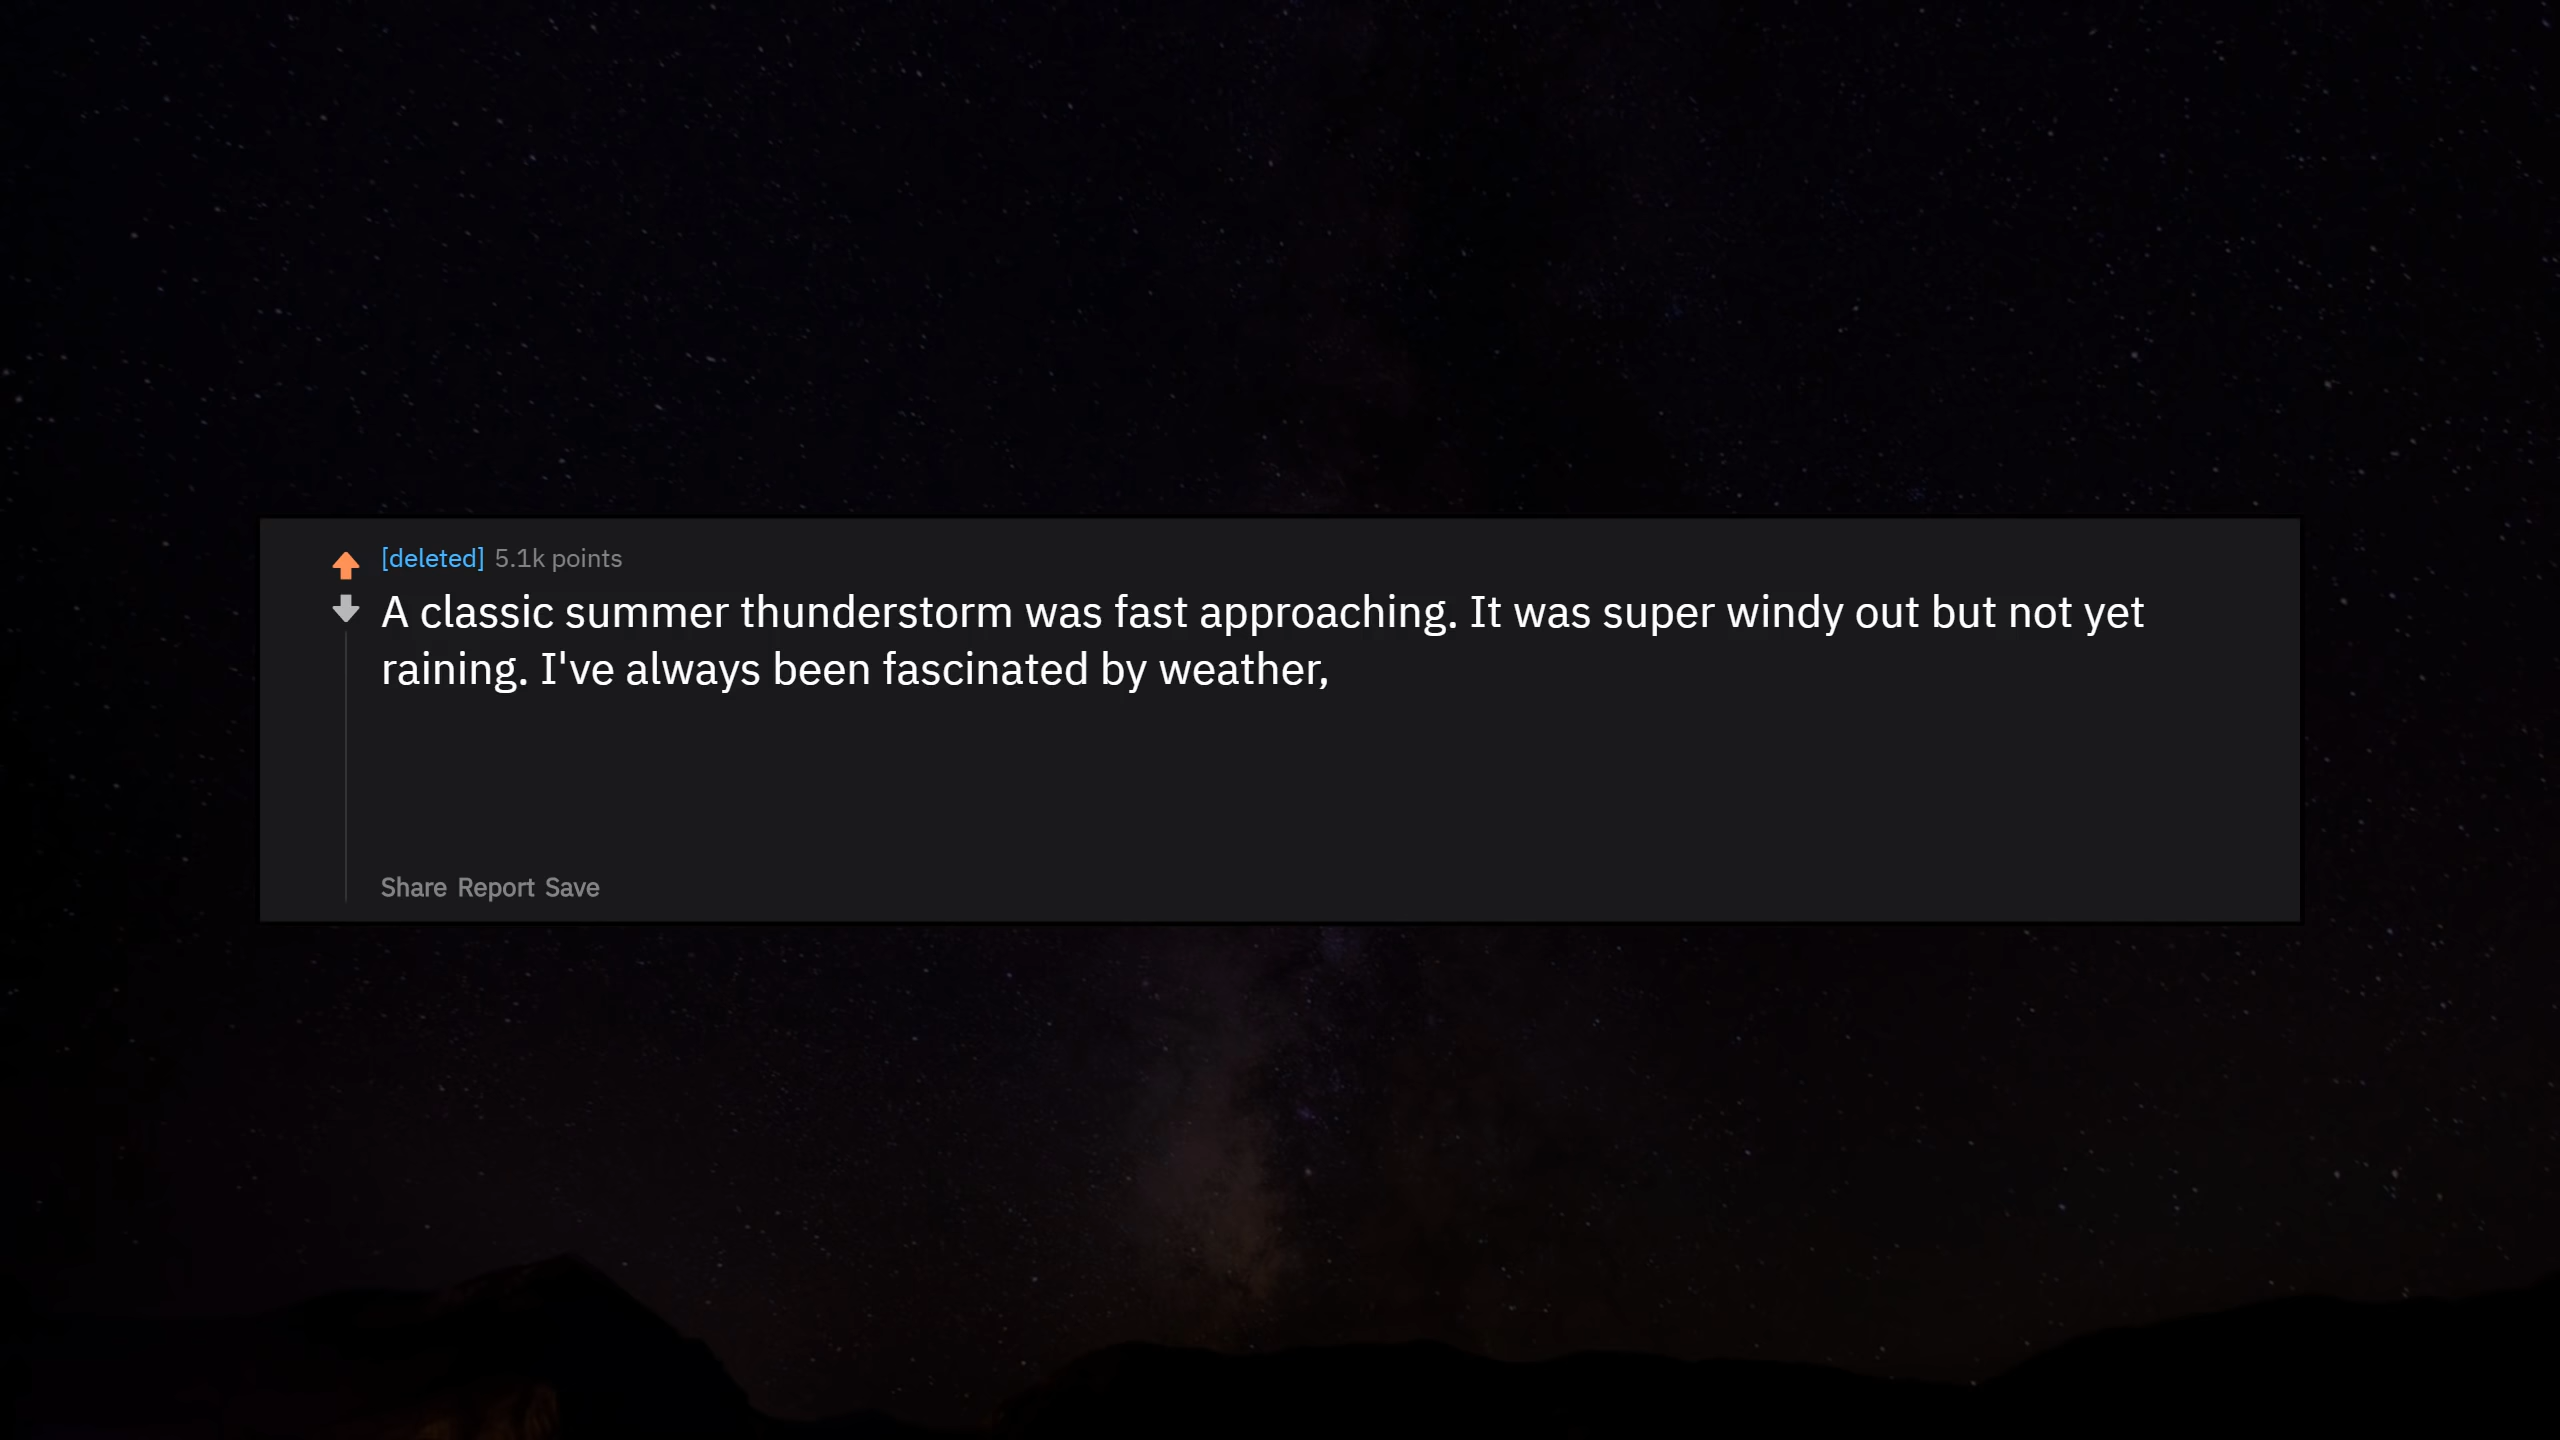 [deleted] 5.1k points
A classic summer thunderstorm was fast approaching. It was super windy out but not yet
raining. I've always been fascinated by weather,
Share Report Save